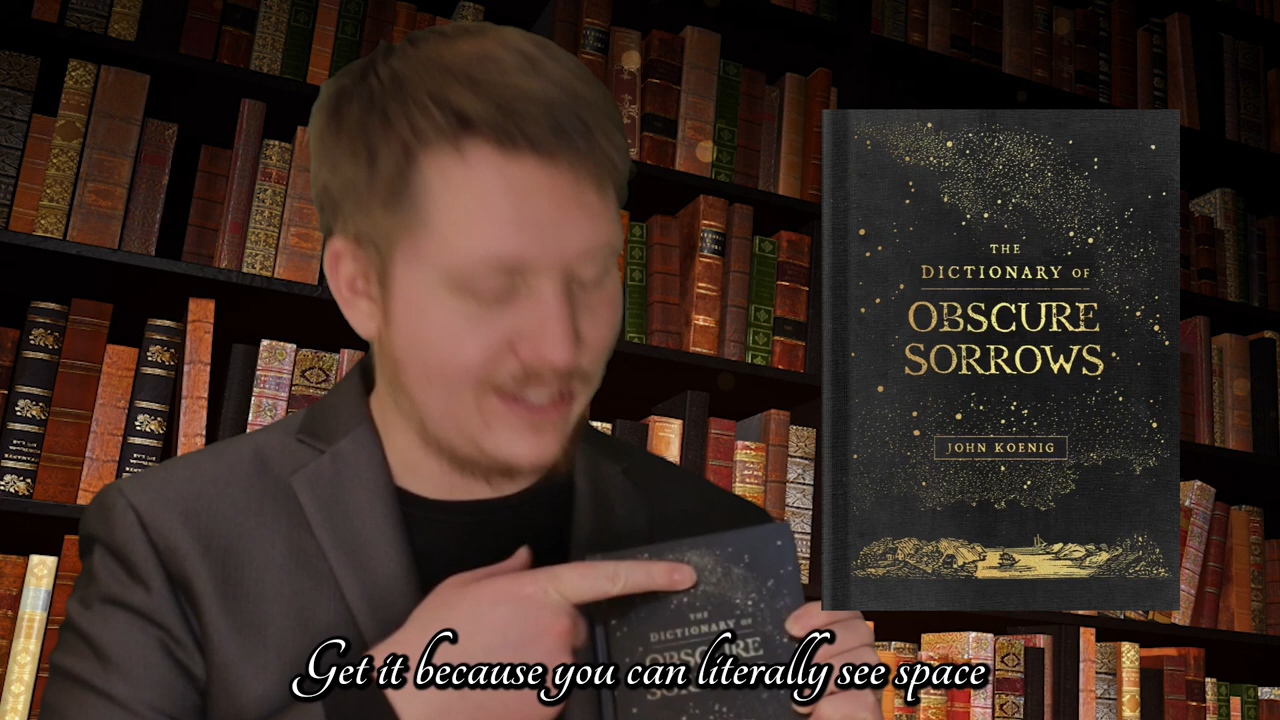 THE
DICTIONARY OF
OBSCURE
SORROWS
JOHN KOENIG
THE
DICTIONARY OF
OBSCURE
Get it because you can literally see space